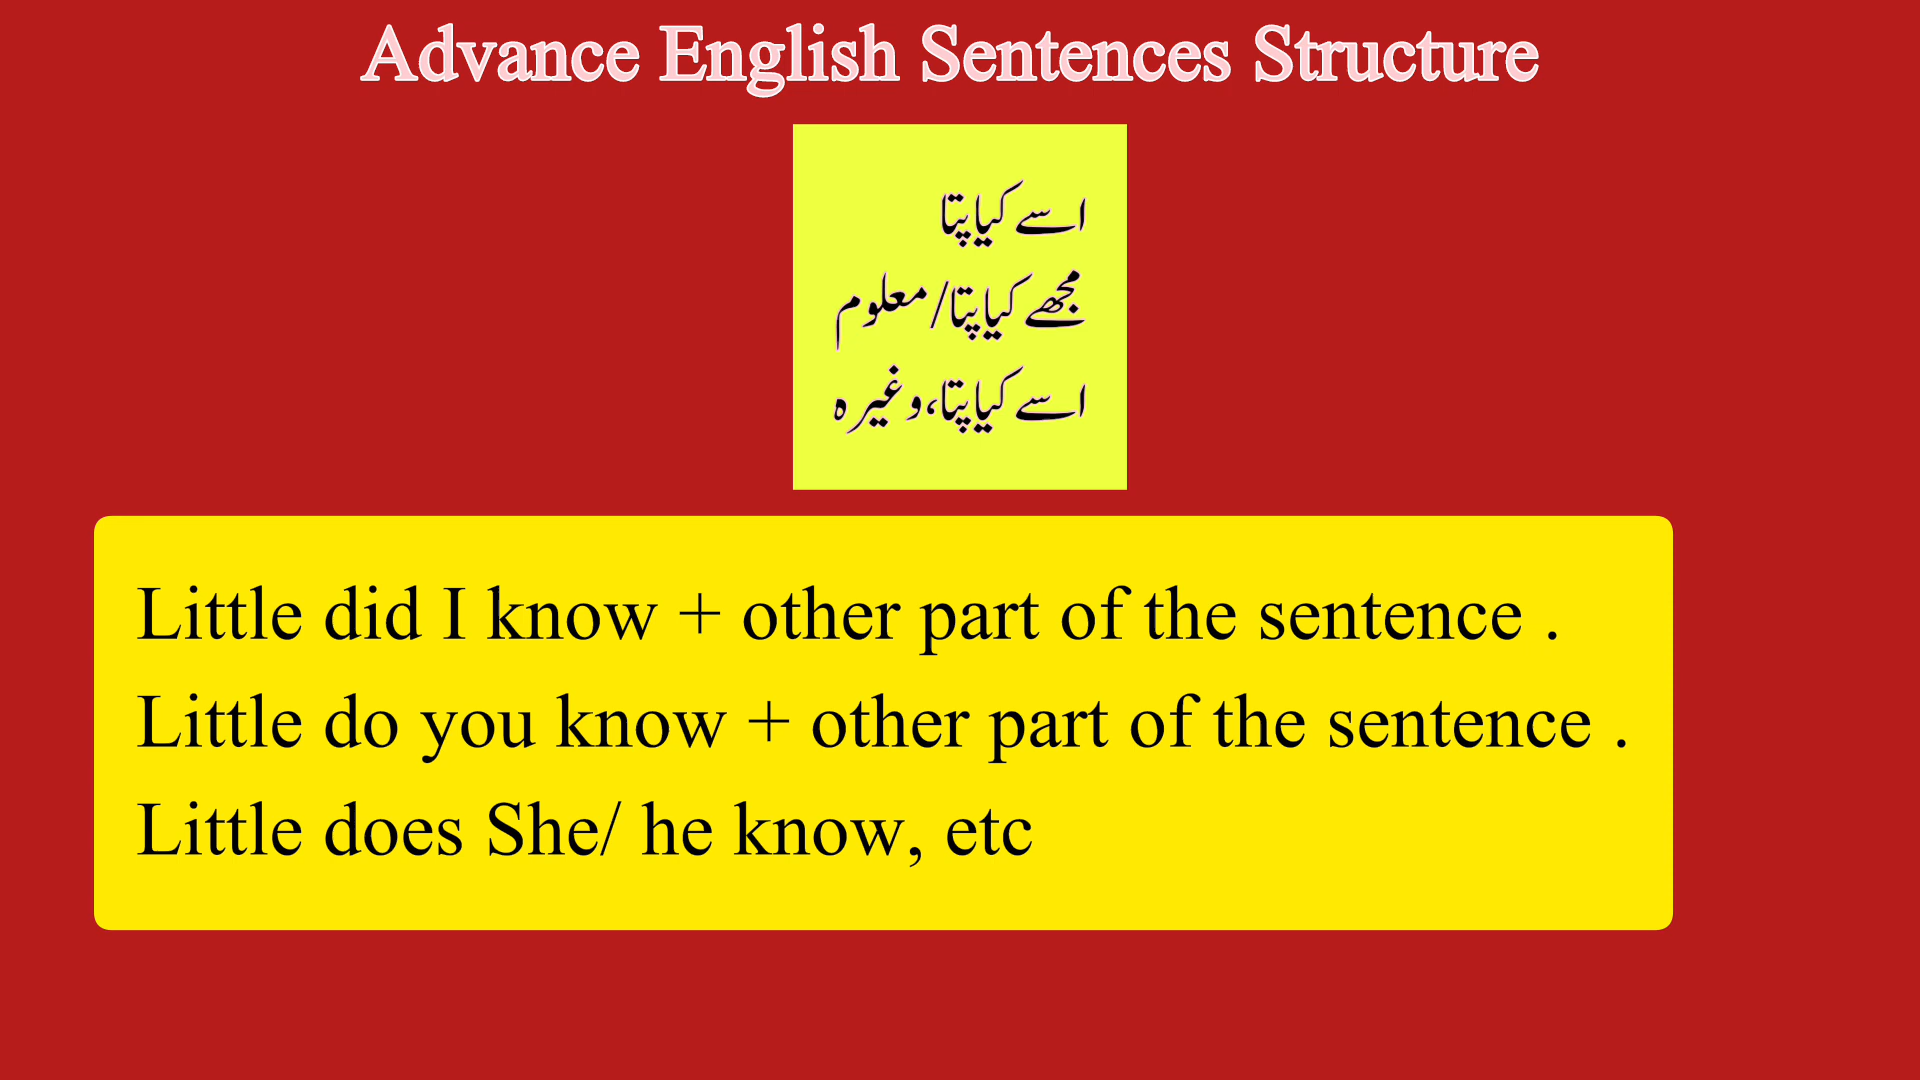 Advance English Sentences Structure
اسے کیا پتا
مجھے کیا پتا/معلوم
اسے کیا پتا، وغیرہ
Little did I know + other part of the sentence .
Little do you know + other part of the sentence .
Little does She/ he know, etc